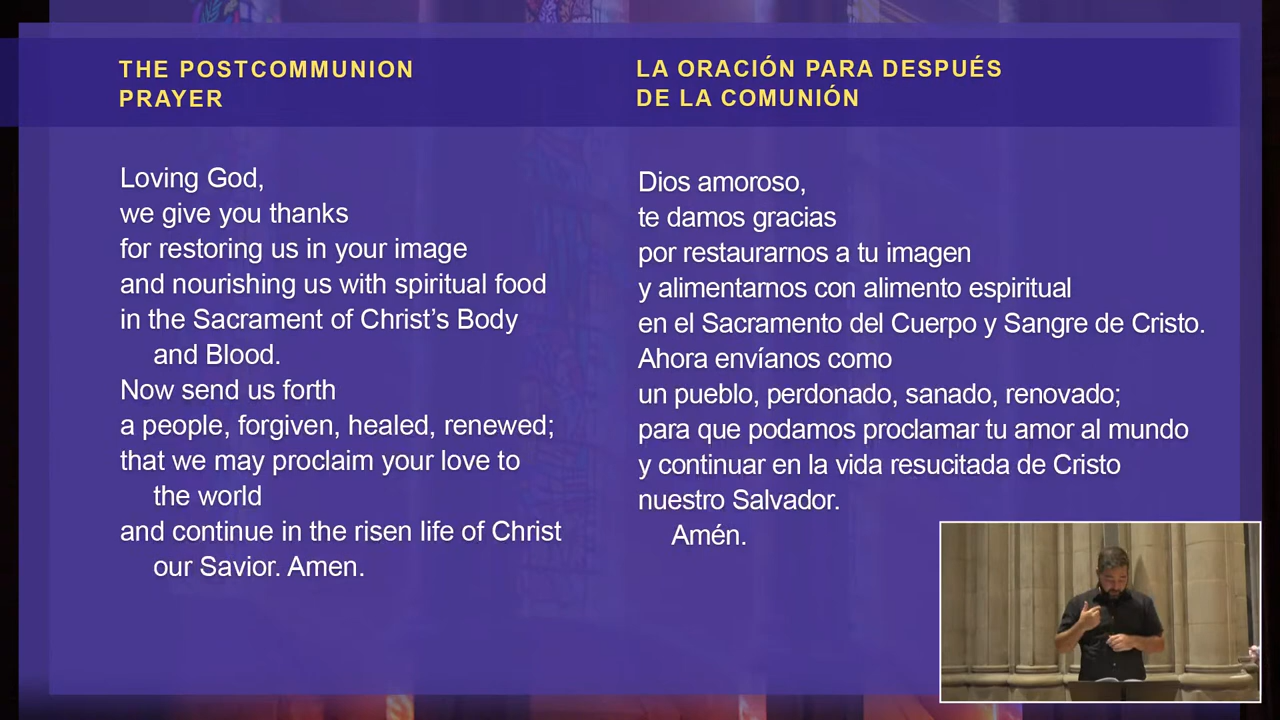 THE POSTCOMMUNION
PRAYER
Loving God,
we give you thanks
for restoring us in your image
and nourishing us with spiritual food
in the Sacrament of Christ’s Body
and Blood.
Now send us forth
a people, forgiven, healed, renewed;
that we may proclaim your love to
the world
and continue in the risen life of Christ
our Savior. Amen.
LA ORACIÓN PARA DESPUÉS
DE LA COMUNIÓN
Dios amoroso,
te damos gracias
por restaurarnos a tu imagen
y alimentarnos con alimento espiritual
en el Sacramento del Cuerpo y Sangre de Cristo.
Ahora envíanos como
un pueblo, perdonado, sanado, renovado;
para que podamos proclamar tu amor al mundo
y continuar en la vida resucitada de Cristo
nuestro Salvador.
Amén.